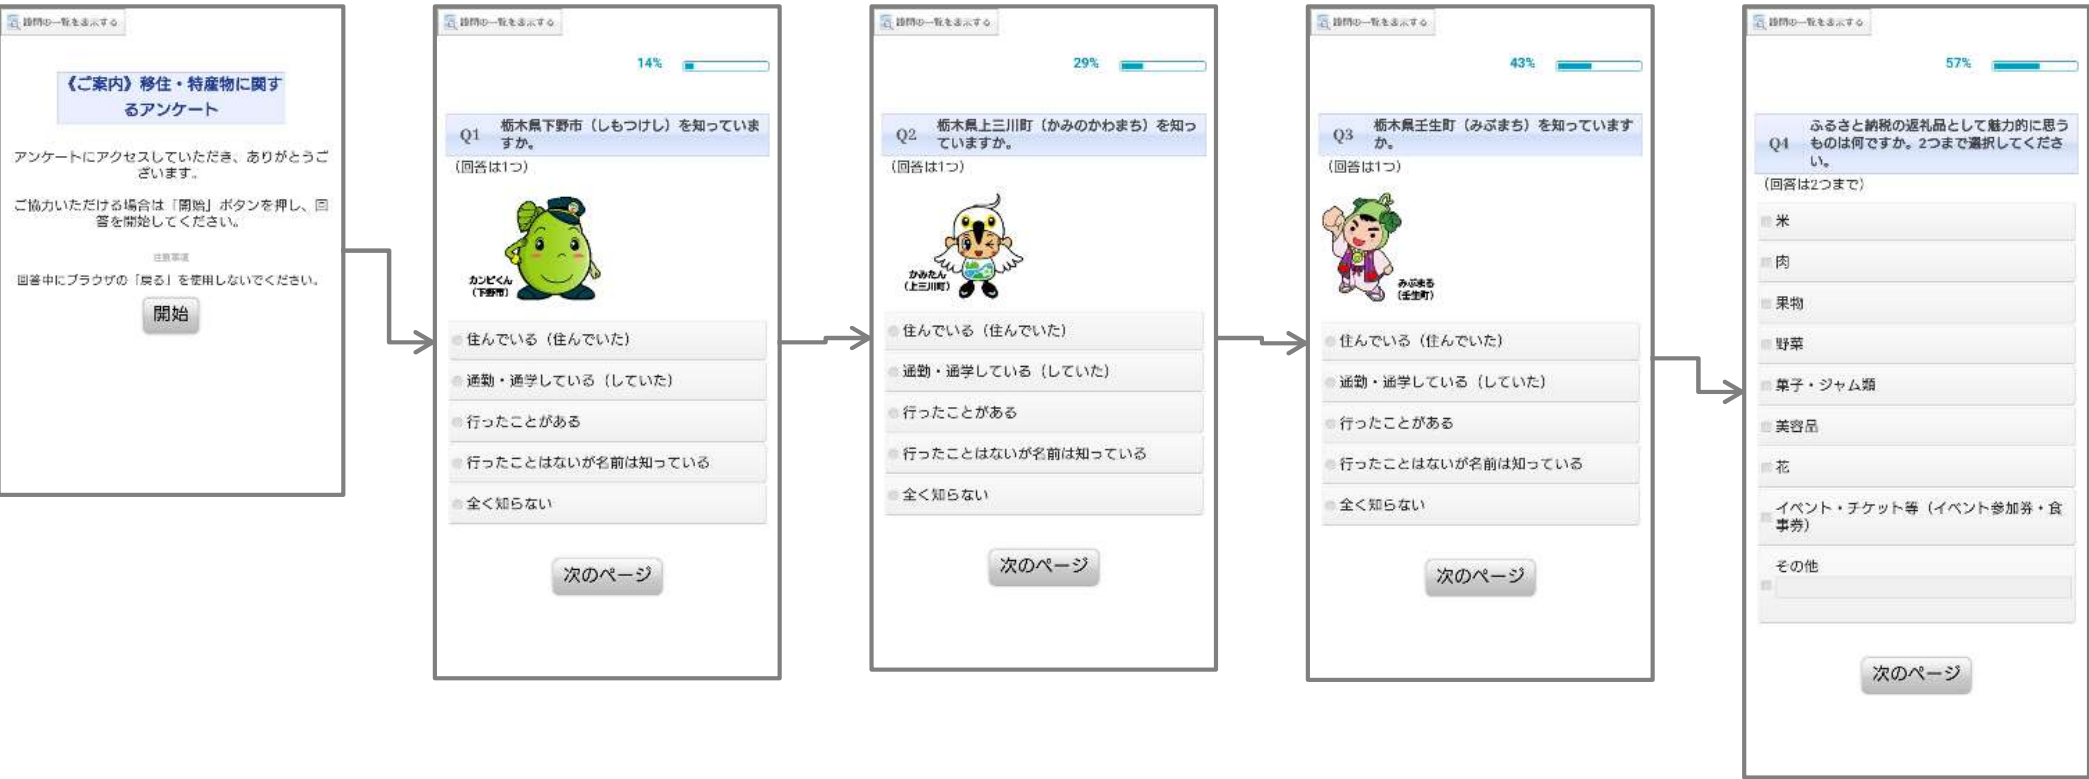 設問の一覧を表示する
《ご案内》移住・特産物に関す
るアンケート
アンケートにアクセスしていただき、ありがとうご
ざいます。
ご協力いただける場合は「開始」ボタンを押し、回
答を開始してください。
注意事項
回答中にブラウザの「戻る」を使用しないでください。
開始
設問の一覧を表示する
14%
Q1
栃木県下野市（しもつけし）を知っていま
すか。
（回答は1つ）
カンピくん
（下野市）
住んでいる（住んでいた）
通勤・通学している（していた）
行ったことがある
行ったことはないが名前は知っている
全く知らない
次のページ
設問の一覧を表示する
29%
Q2
栃木県上三川町（かみのかわまち）を知っ
ていますか。
（回答は1つ）
かみたん
（上三川町）
住んでいる（住んでいた）
通勤・通学している（していた）
行ったことがある
行ったことはないが名前は知っている
全く知らない
次のページ
設問の一覧を表示する
43%
Q3
栃木県壬生町（みぶまち）を知っています
か。
（回答は1つ）
みぶまる
（壬生町）
住んでいる（住んでいた）
通勤・通学している（していた）
行ったことがある
行ったことはないが名前は知っている
全く知らない
次のページ
設問の一覧を表示する
57%
Q4
ふるさと納税の返礼品として魅力的に思う
ものは何ですか。2つまで選択してくださ
い。
（回答は2つまで）
米
肉
果物
野菜
菓子・ジャム類
美容品
花
イベント・チケット等（イベント参加券・食
事券）
その他
次のページ